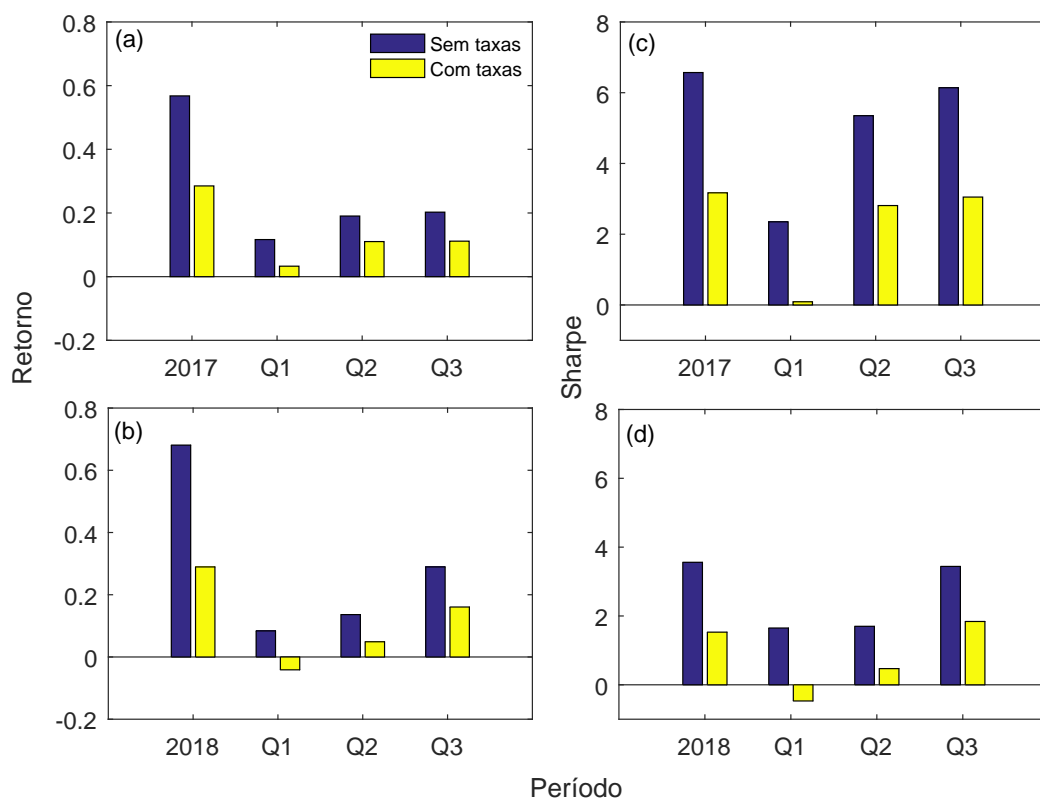 (a)
Sem taxas
Com taxas
0.8
0.6
0.4
0.2
0
-0.2
2017 Q1 Q2 Q3
(c)
8
6
4
2
0
2017 Q1 Q2 Q3
Retorno
Sharpe
(b)
0.8
0.6
0.4
0.2
0
-0.2
2018 Q1 Q2 Q3
(d)
8
6
4
2
0
2018 Q1 Q2 Q3
Período